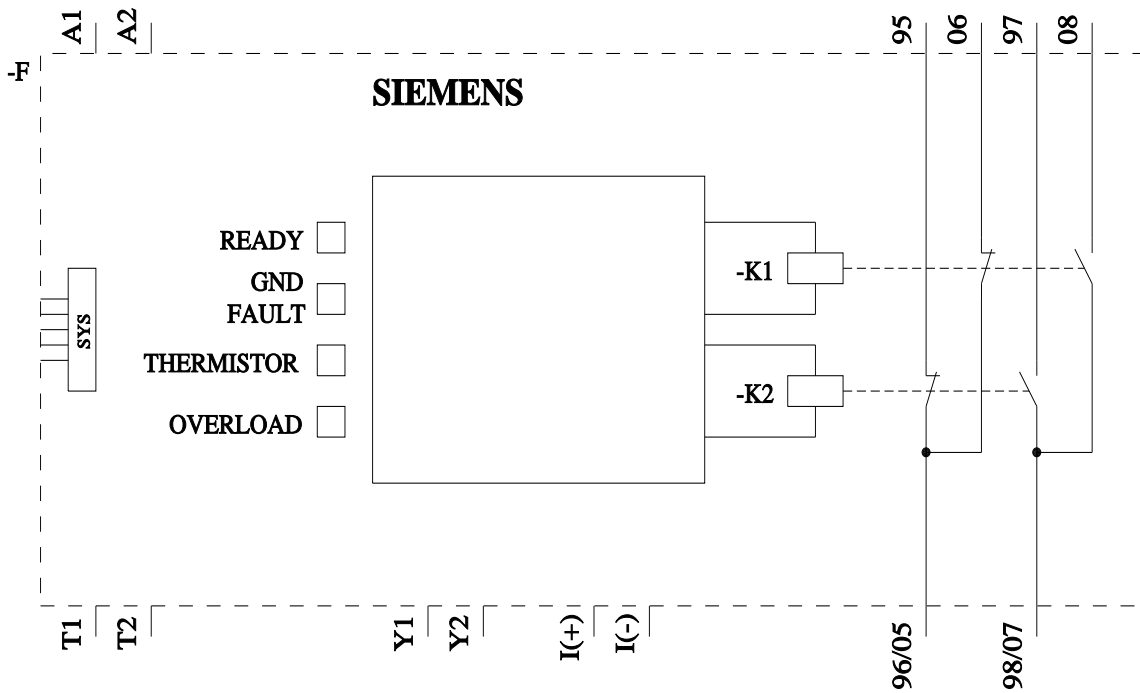 A1
A2
95
06
97
08
-F
SIEMENS
READY
GND
FAULT
THERMISTOR
OVERLOAD
SYS
-K1
-K2
T1
T2
Y1
Y2
I(+)
I(-)
96/05
98/07